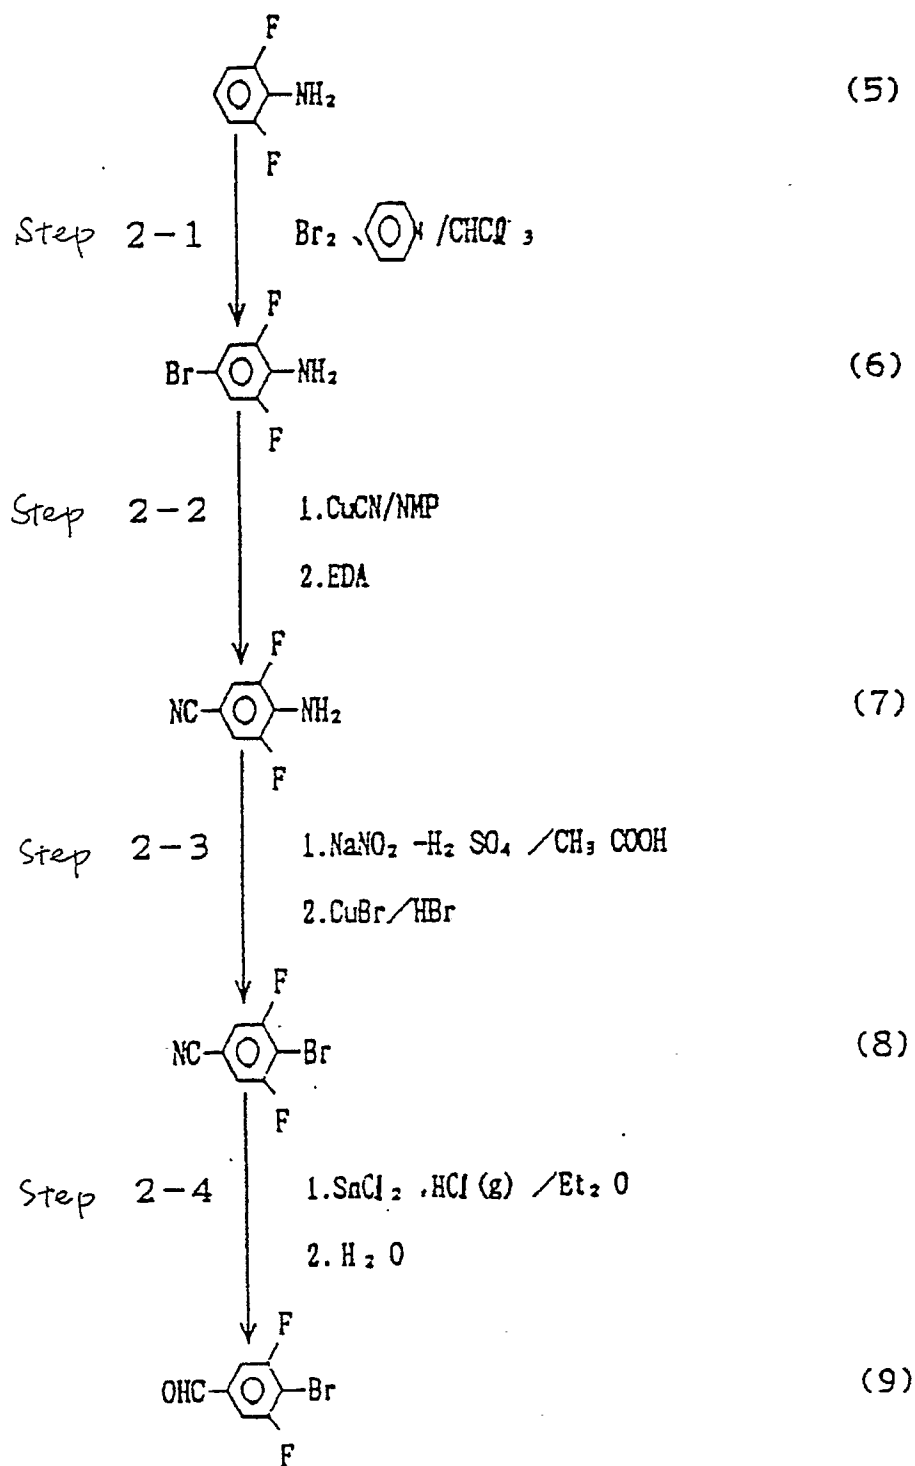 F
NH₂ (5)
F
Step 2-1 Br₂、 N /CHCl₃
F
Br NH₂ (6)
F
Step 2-2 1.CuCN/NMP
2.EDA
F
NC NH₂ (7)
F
Step 2-3 1.NaNO₂ -H₂ SO₄ /CH₃ COOH
2.CuBr/HBr
F
NC Br (8)
F
Step 2-4 1.SnCl₂ .HCl (g) /Et₂ O
2. H₂ O
F
OHC Br (9)
F